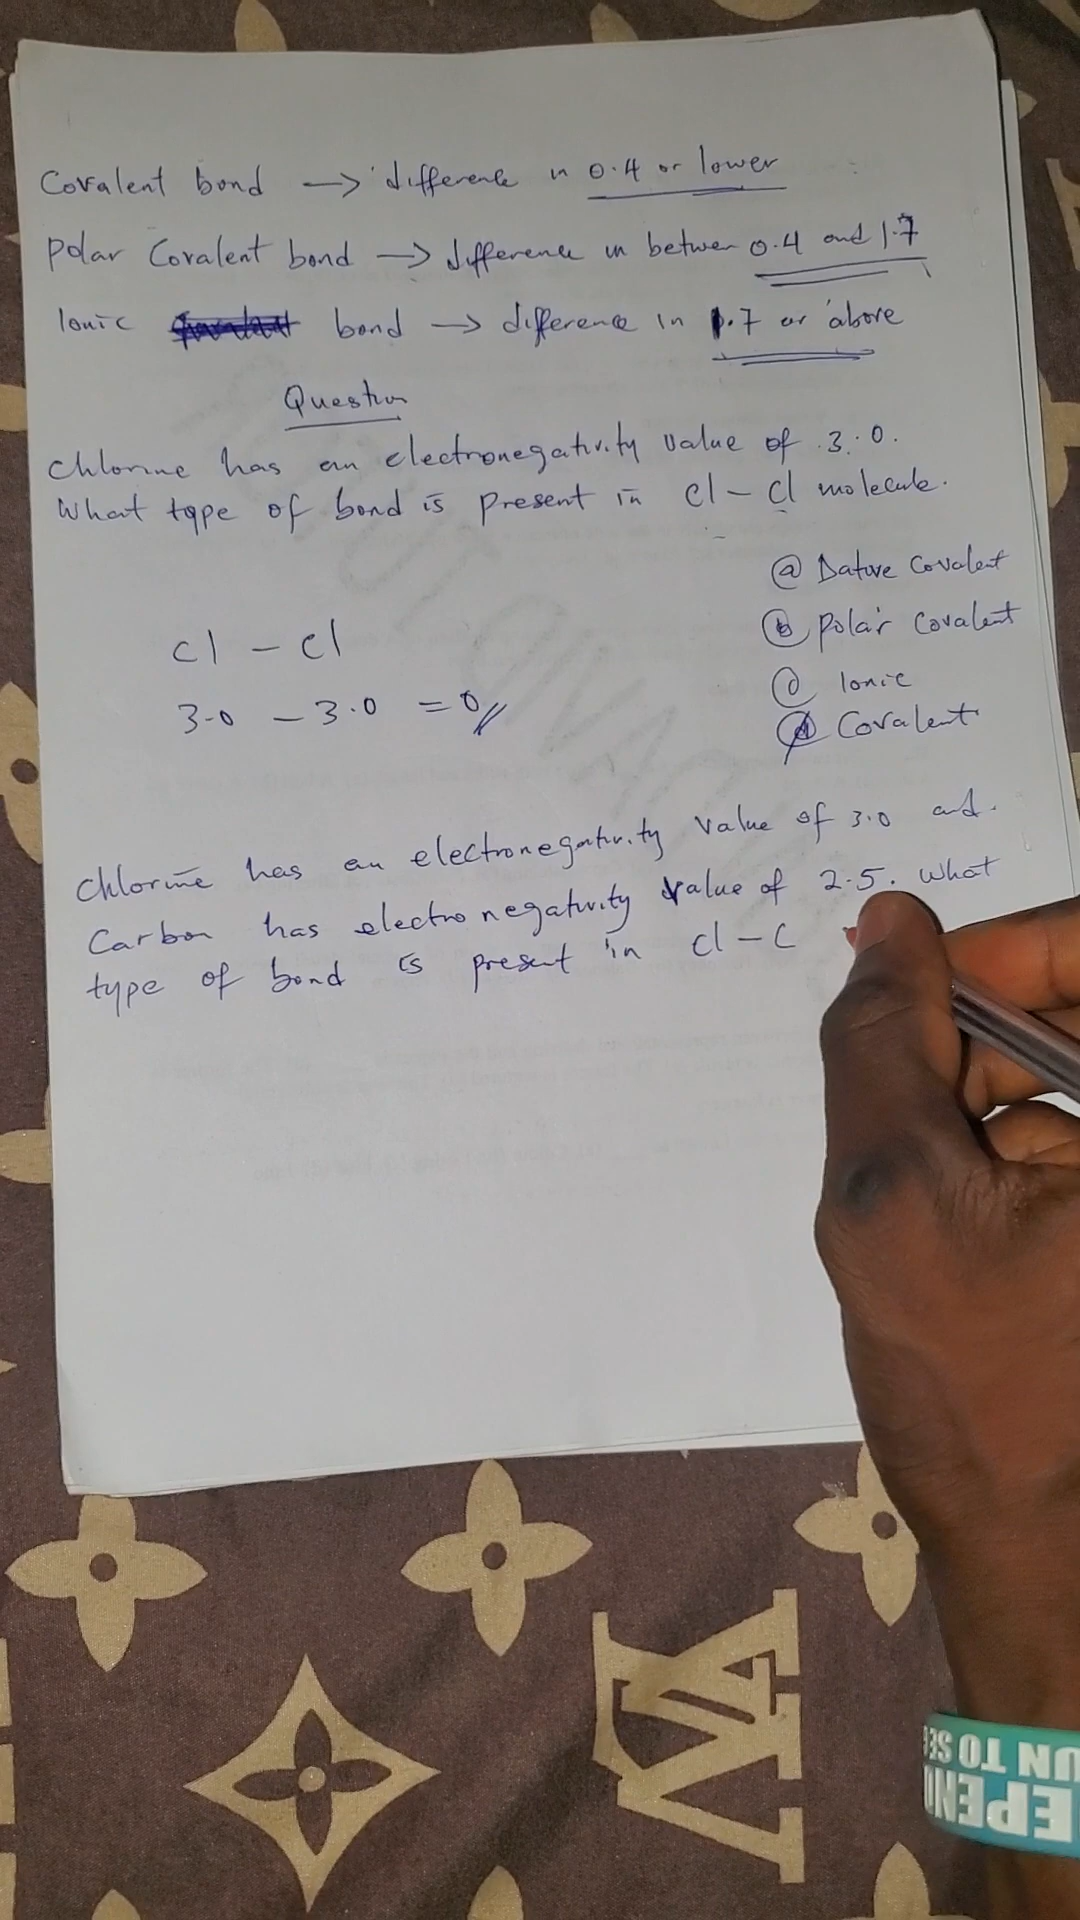 Covalent bond → difference in 0.4 or lower
Polar Covalent bond → difference in between 0.4 and 1.7
Ionic bond → difference in 1.7 or above
Question
Chlorine has an electronegativity value of 3.0.
What type of bond is present in Cl - Cl molecule.
(a) Dative Covalent
(b) Polar Covalent
(c) Ionic
(d) Covalent
Cl - Cl
3.0 - 3.0 = 0//
Chlorine has an electronegativity value of 3.0 and
Carbon has electronegativity value of 2.5. What
type of bond is present in Cl - C
UN TO SE
EPEN